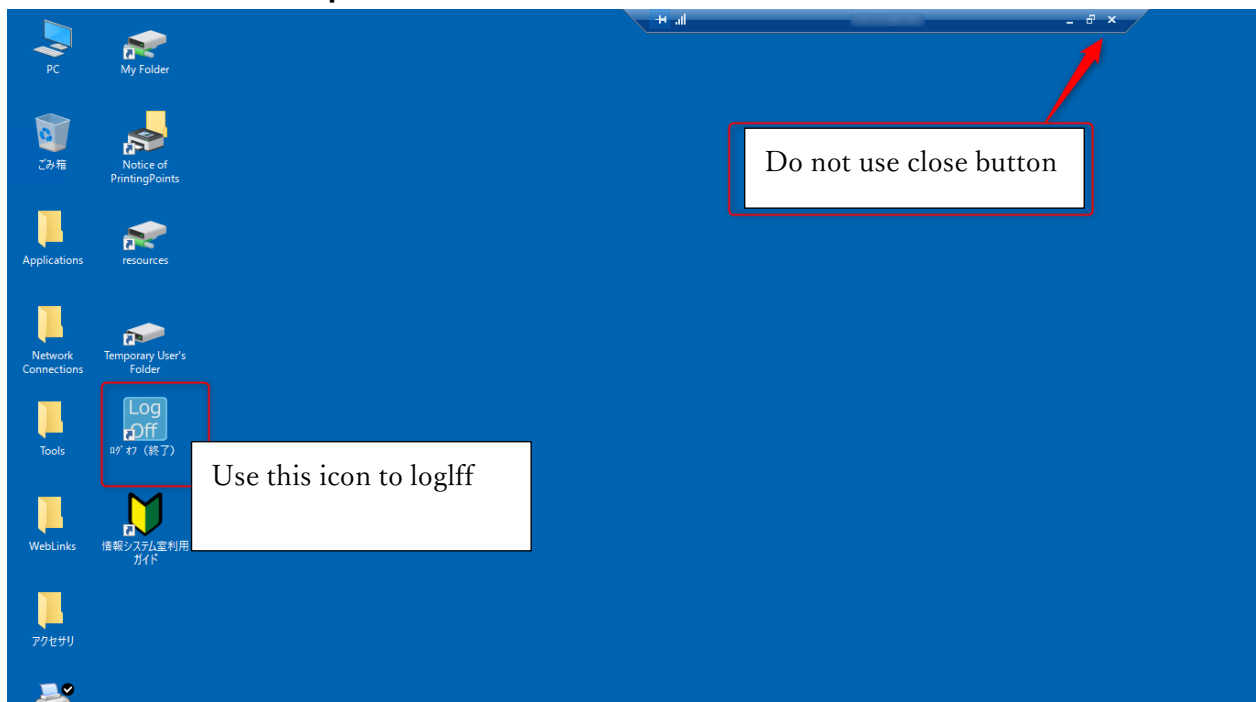 PC
My Folder
Do not use close button
ごみ箱
Notice of
PrintingPoints
Applications
resources
Network
Connections
Temporary User's
Folder
Log
Off
Tools
ﾛｸﾞｵﾌ（終了）
Use this icon to loglff
WebLinks
情報システム室利用
ガイド
アクセサリ